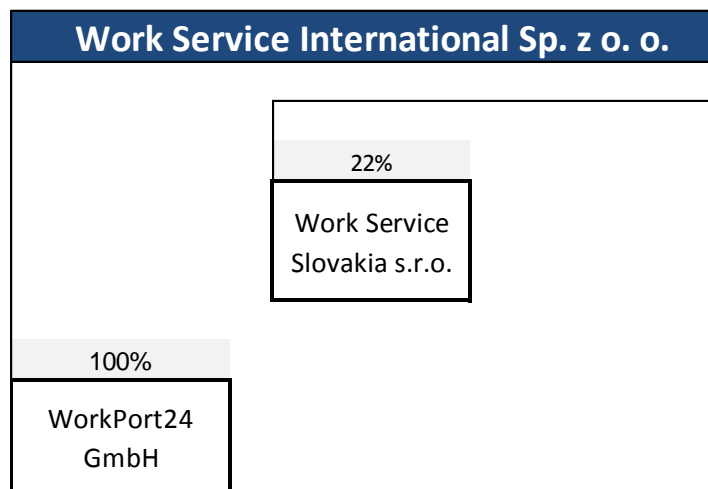 Work Service International Sp. z o. o.
22%
Work Service
Slovakia s.r.o.
100%
WorkPort24
GmbH